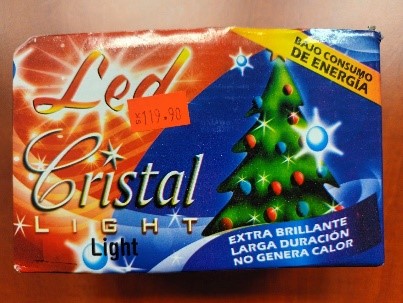 Led
BAJO CONSUMO
DE ENERGÍA
119.90
Cristal
LIGHT
Light
EXTRA BRILLANTE
LARGA DURACIÓN
NO GENERA CALOR